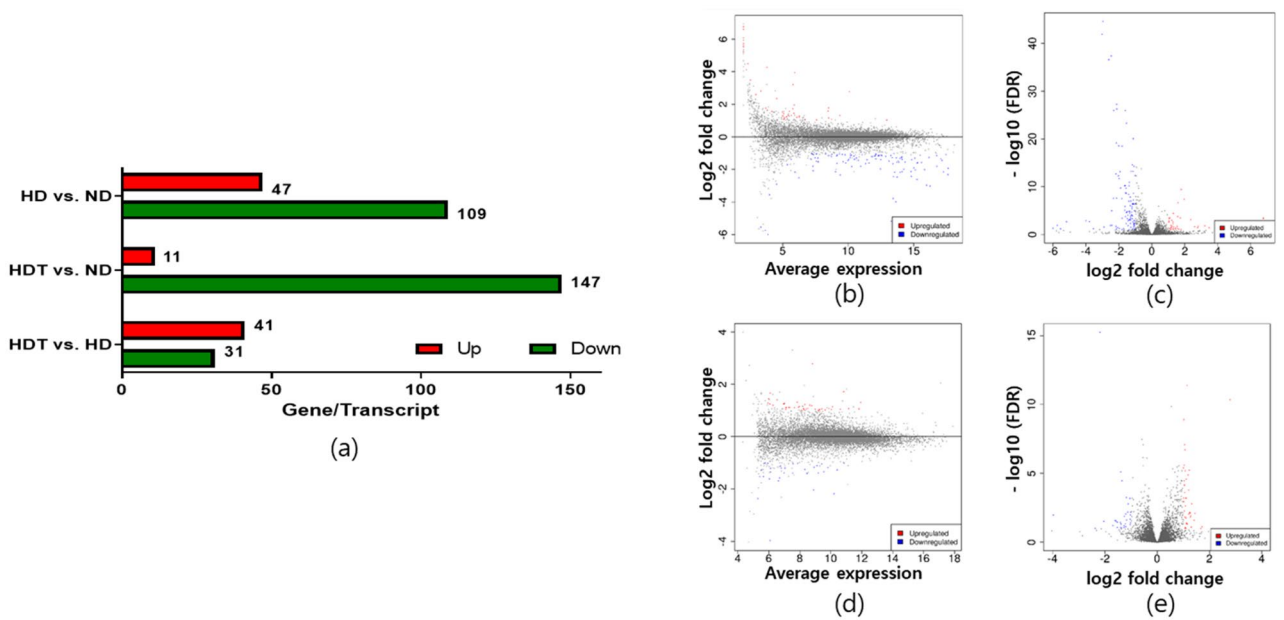 HD vs. ND
47
109
HDT vs. ND
11
147
HDT vs. HD
41
31
Up
Down
0
50
100
150
Gene/Transcript
(a)
Log2 fold change
6
4
2
0
-2
-4
-6
5
10
15
Upregulated
Downregulated
Average expression
(b)
- log10 (FDR)
40
30
20
10
0
-6
-4
-2
0
2
4
6
Upregulated
Downregulated
log2 fold change
(c)
Log2 fold change
4
2
0
-2
-4
4
6
8
10
12
14
16
18
Upregulated
Downregulated
Average expression
(d)
- log10 (FDR)
15
10
5
0
-4
-2
0
2
4
Upregulated
Downregulated
log2 fold change
(e)